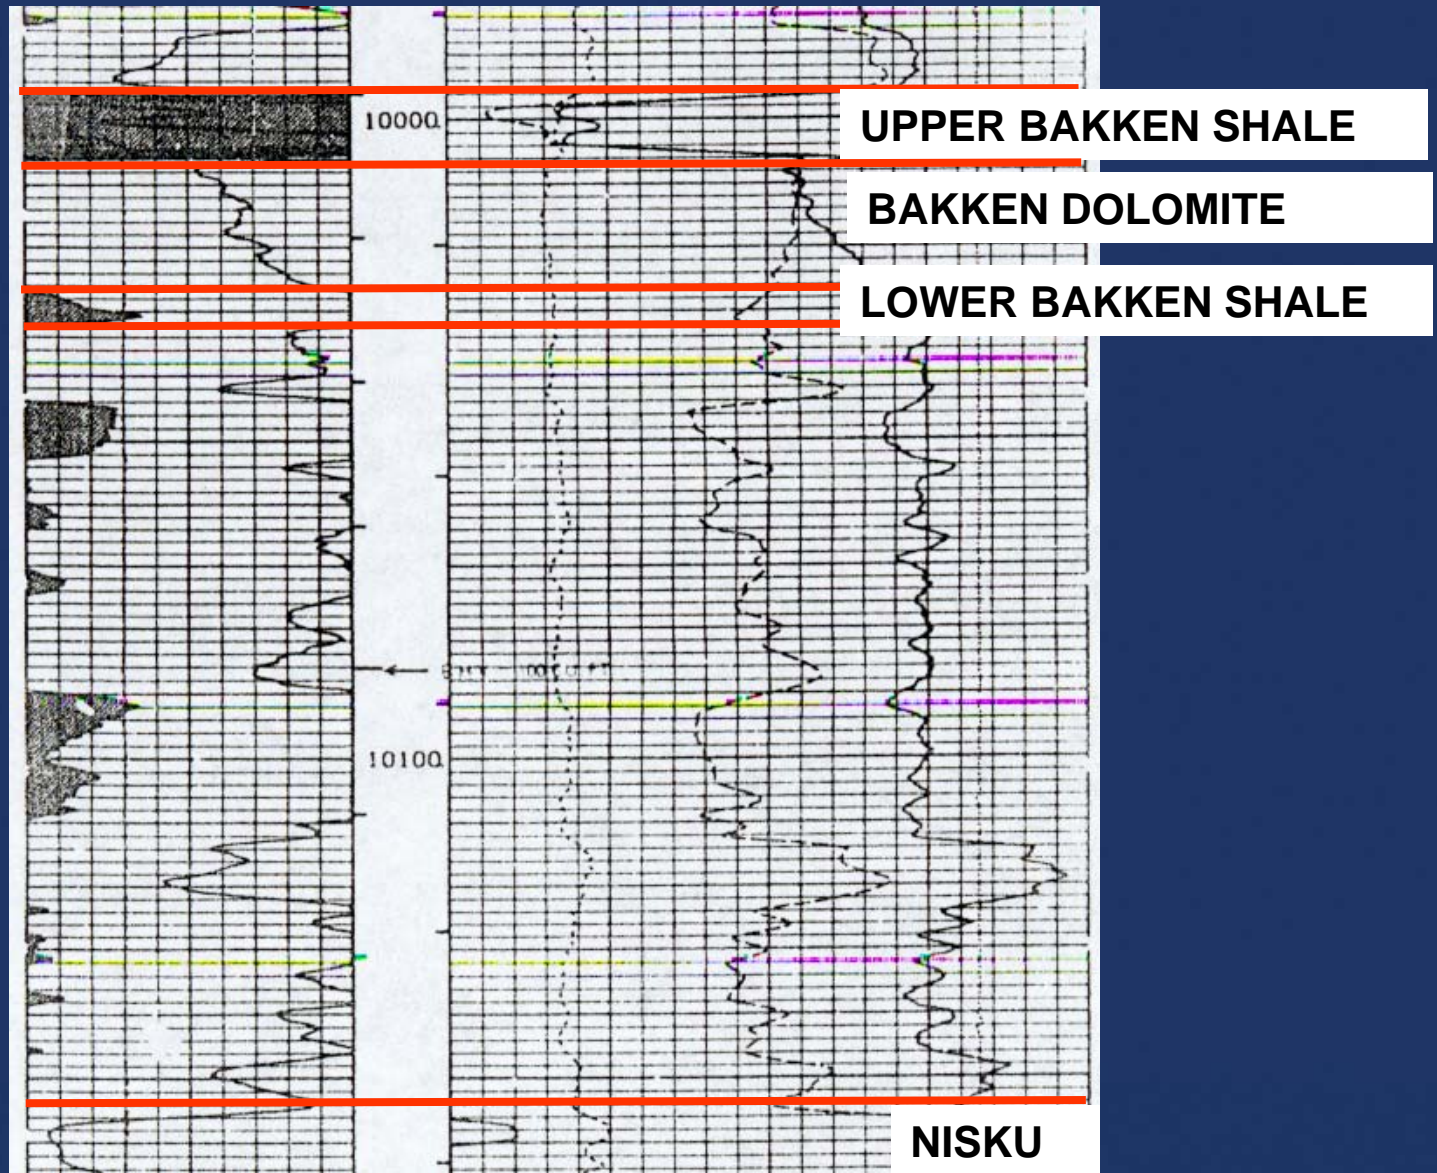 10000
UPPER BAKKEN SHALE
BAKKEN DOLOMITE
LOWER BAKKEN SHALE
10100
NISKU